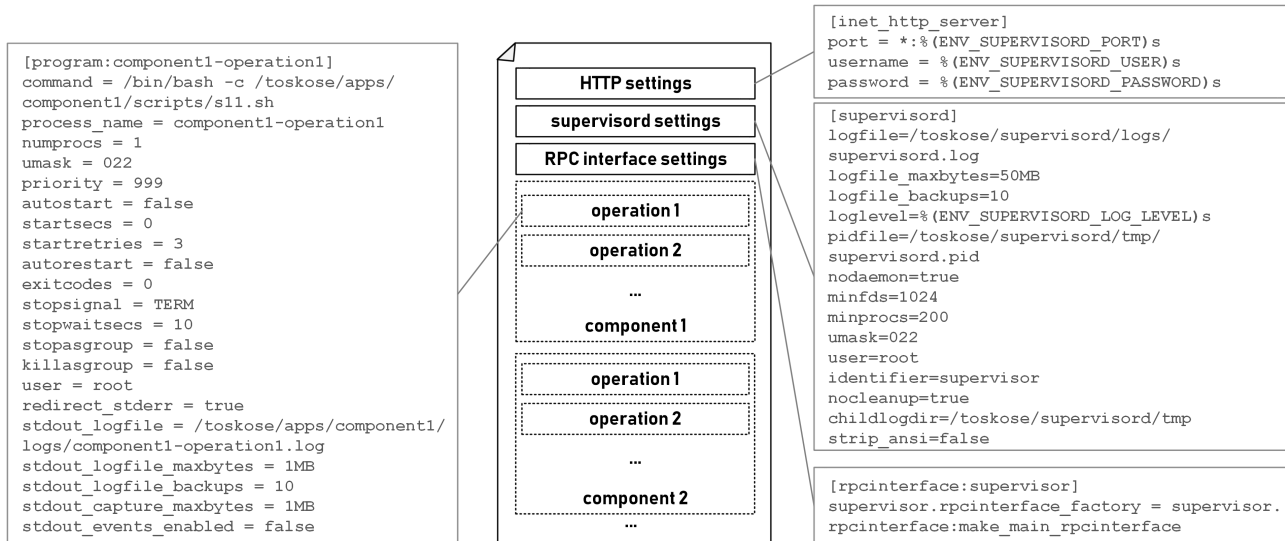 [program:component1-operation1]
command = /bin/bash -c /toskose/apps/
component1/scripts/s11.sh
process_name = component1-operation1
numprocs = 1
umask = 022
priority = 999
autostart = false
startsecs = 0
startretries = 3
autorestart = false
exitcodes = 0
stopsignal = TERM
stopwaitsecs = 10
stopasgroup = false
killasgroup = false
user = root
redirect_stderr = true
stdout_logfile = /toskose/apps/component1/
logs/component1-operation1.log
stdout_logfile_maxbytes = 1MB
stdout_logfile_backups = 10
stdout_capture_maxbytes = 1MB
stdout_events_enabled = false
HTTP settings
supervisord settings
RPC interface settings
operation 1
operation 2
...
component 1
operation 1
operation 2
...
component 2
...
[inet_http_server]
port = *:%(ENV_SUPERVISORD_PORT)s
username = %(ENV_SUPERVISORD_USER)s
password = %(ENV_SUPERVISORD_PASSWORD)s
[supervisord]
logfile=/toskose/supervisord/logs/
supervisord.log
logfile_maxbytes=50MB
logfile_backups=10
loglevel=%(ENV_SUPERVISORD_LOG_LEVEL)s
pidfile=/toskose/supervisord/tmp/
supervisord.pid
nodaemon=true
minfds=1024
minprocs=200
umask=022
user=root
identifier=supervisor
nocleanup=true
childlogdir=/toskose/supervisord/tmp
strip_ansi=false
[rpcinterface:supervisor]
supervisor.rpcinterface_factory = supervisor.
rpcinterface:make_main_rpcinterface